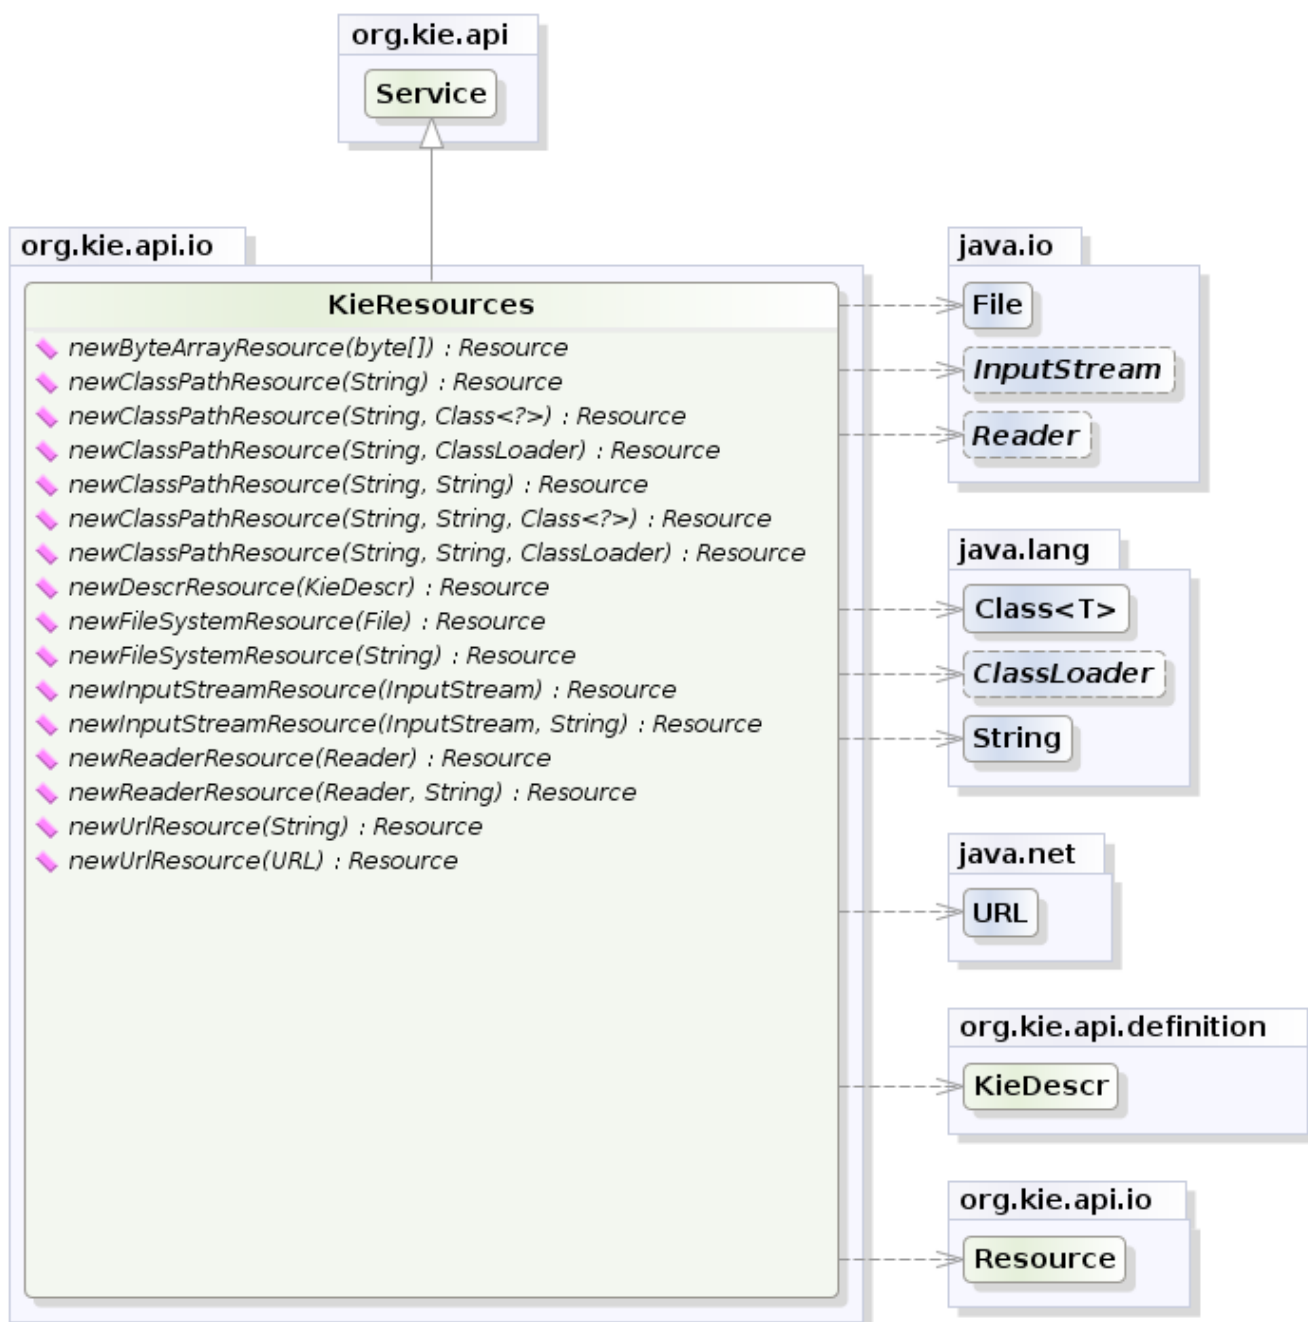 org.kie.api
Service
org.kie.api.io
KieResources
newByteArrayResource(byte[]) : Resource
newClassPathResource(String) : Resource
newClassPathResource(String, Class<?>) : Resource
newClassPathResource(String, ClassLoader) : Resource
newClassPathResource(String, String) : Resource
newClassPathResource(String, String, Class<?>) : Resource
newClassPathResource(String, String, ClassLoader) : Resource
newDescrResource(KieDescr) : Resource
newFileSystemResource(File) : Resource
newFileSystemResource(String) : Resource
newInputStreamResource(InputStream) : Resource
newInputStreamResource(InputStream, String) : Resource
newReaderResource(Reader) : Resource
newReaderResource(Reader, String) : Resource
newUrlResource(String) : Resource
newUrlResource(URL) : Resource
java.io
File
InputStream
Reader
java.lang
Class<T>
ClassLoader
String
java.net
URL
org.kie.api.definition
KieDescr
org.kie.api.io
Resource